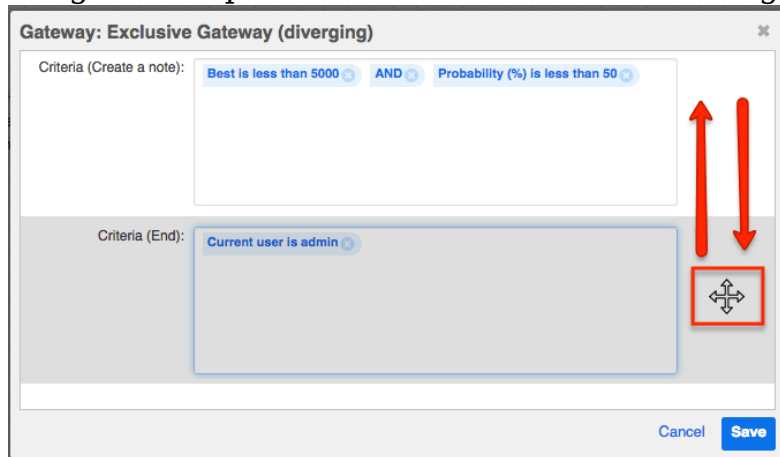 Gateway: Exclusive Gateway (diverging)
Criteria (Create a note):
Best is less than 5000 AND Probability (%) is less than 50
Criteria (End):
Current user is admin
Cancel Save